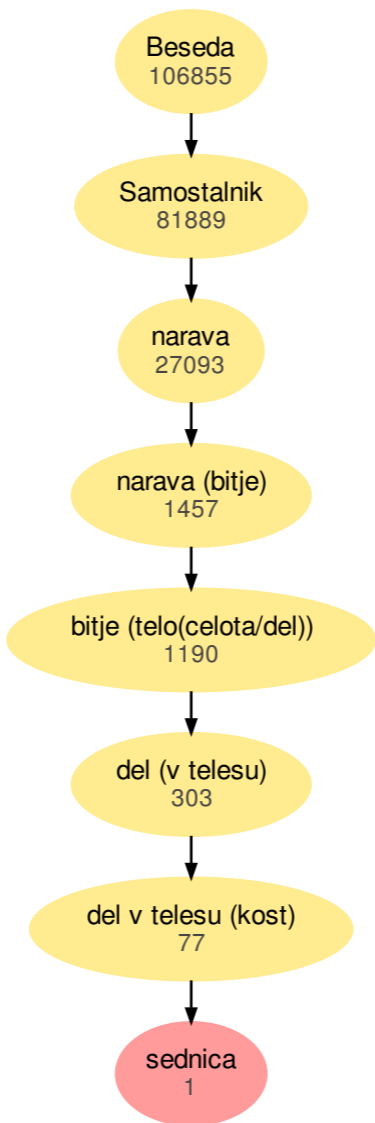 Beseda
106855
Samostalnik
81889
narava
27093
narava (bitje)
1457
bitje (telo(celota/del))
1190
del (v telesu)
303
del v telesu (kost)
77
sednica
1